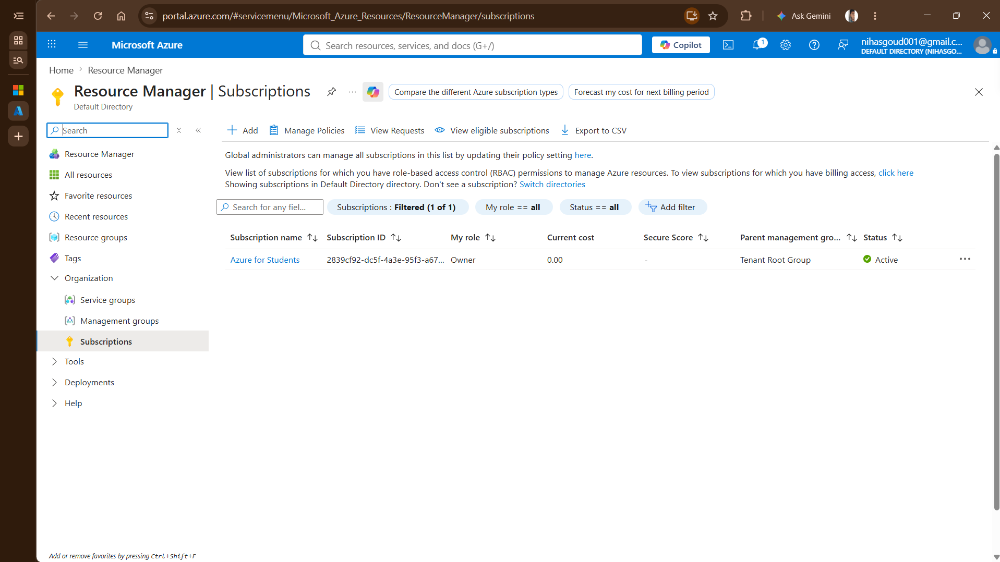 portal.azure.com/#servicemenu/Microsoft_Azure_Resources/ResourceManager/subscriptions
Ask Gemini
Microsoft Azure
Search resources, services, and docs (G+/)
Copilot
1
nihasgoud001@gmail.c...
DEFAULT DIRECTORY (NIHASGO...
Home > Resource Manager
Resource Manager | Subscriptions
Compare the different Azure subscription types
Forecast my cost for next billing period
Default Directory
Search
Add
Manage Policies
View Requests
View eligible subscriptions
Export to CSV
Resource Manager
All resources
Favorite resources
Recent resources
Resource groups
Tags
Organization
Service groups
Management groups
Subscriptions
Tools
Deployments
Help
Global administrators can manage all subscriptions in this list by updating their policy setting here.
View list of subscriptions for which you have role-based access control (RBAC) permissions to manage Azure resources. To view subscriptions for which you have billing access, click here
Showing subscriptions in Default Directory directory. Don't see a subscription? Switch directories
Search for any fiel...
Subscriptions : Filtered (1 of 1)
My role == all
Status == all
Add filter
Subscription name Subscription ID My role Current cost Secure Score Parent management gro... Status
Azure for Students 2839cf92-dc5f-4a3e-95f3-a67... Owner 0.00 - Tenant Root Group Active
Add or remove favorites by pressing Ctrl+Shift+F